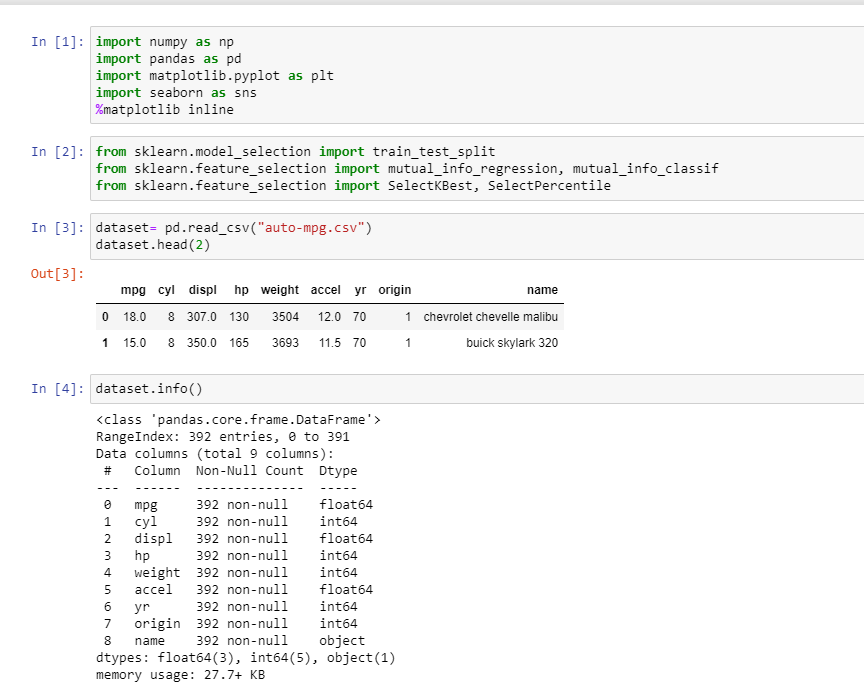 In [1]: import numpy as np
import pandas as pd
import matplotlib.pyplot as plt
import seaborn as sns
%matplotlib inline
In [2]: from sklearn.model_selection import train_test_split
from sklearn.feature_selection import mutual_info_regression, mutual_info_classif
from sklearn.feature_selection import SelectKBest, SelectPercentile
In [3]: dataset= pd.read_csv("auto-mpg.csv")
dataset.head(2)
Out[3]:
mpg cyl displ hp weight accel yr origin name
0 18.0 8 307.0 130 3504 12.0 70 1 chevrolet chevelle malibu
1 15.0 8 350.0 165 3693 11.5 70 1 buick skylark 320
In [4]: dataset.info()
<class 'pandas.core.frame.DataFrame'>
RangeIndex: 392 entries, 0 to 391
Data columns (total 9 columns):
# Column Non-Null Count Dtype
--- ------ -------------- -----
0 mpg 392 non-null float64
1 cyl 392 non-null int64
2 displ 392 non-null float64
3 hp 392 non-null int64
4 weight 392 non-null int64
5 accel 392 non-null float64
6 yr 392 non-null int64
7 origin 392 non-null int64
8 name 392 non-null object
dtypes: float64(3), int64(5), object(1)
memory usage: 27.7+ KB